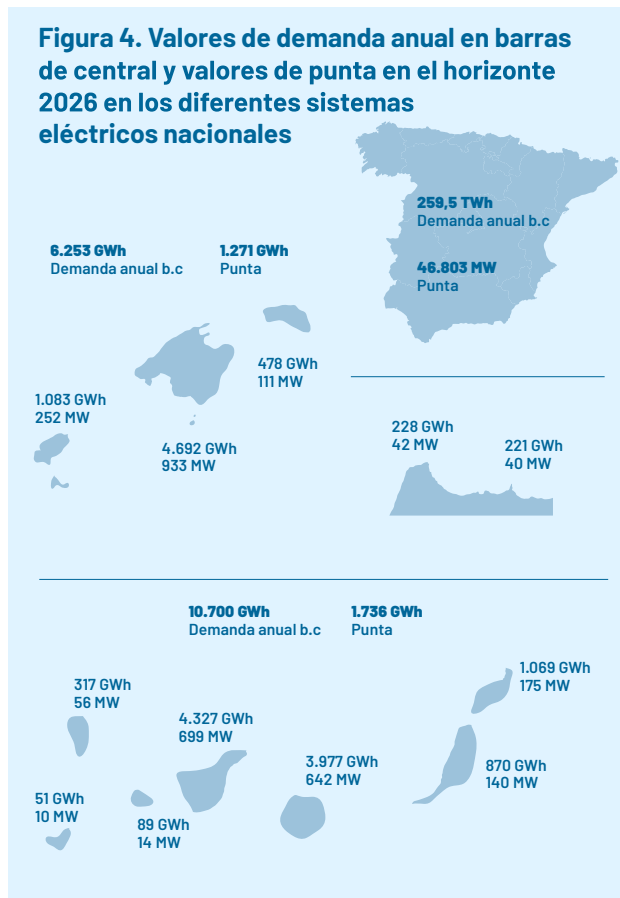 Figura 4. Valores de demanda anual en barras
de central y valores de punta en el horizonte
2026 en los diferentes sistemas
eléctricos nacionales
259,5 TWh
Demanda anual b.c
46.803 MW
Punta
6.253 GWh
Demanda anual b.c
1.271 GWh
Punta
478 GWh
111 MW
1.083 GWh
252 MW
4.692 GWh
933 MW
228 GWh
42 MW
221 GWh
40 MW
10.700 GWh
Demanda anual b.c
1.736 GWh
Punta
1.069 GWh
175 MW
317 GWh
56 MW
4.327 GWh
699 MW
3.977 GWh
642 MW
870 GWh
140 MW
51 GWh
10 MW
89 GWh
14 MW